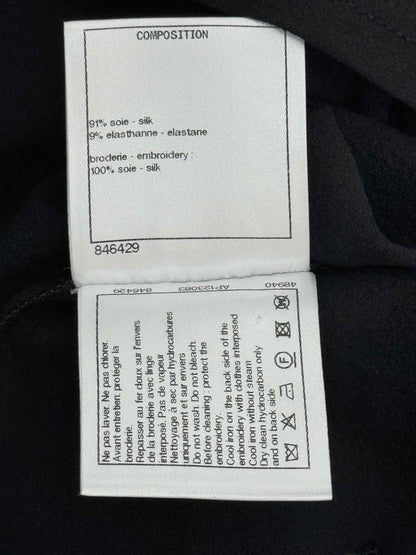 COMPOSITION
91% soie - silk
9% elasthanne - elastane
broderie - embroidery :
100% soie - silk
846429
846429 AP123083 48940
Ne pas laver. Ne pas chlorer.
Avant entretien: protéger la
broderie.
Repasser au fer doux sur l'envers
de la broderie avec linge
interposé. Pas de vapeur
Nettoyage à sec par hydrocarbures
uniquement et sur envers
Do not wash. Do not bleach.
Before cleaning : protect the
embroidery.
Cool iron on the back side of the
embroidery with clothes interposed
Cool iron without steam
Dry clean hydrocarbon only
and on back side
F